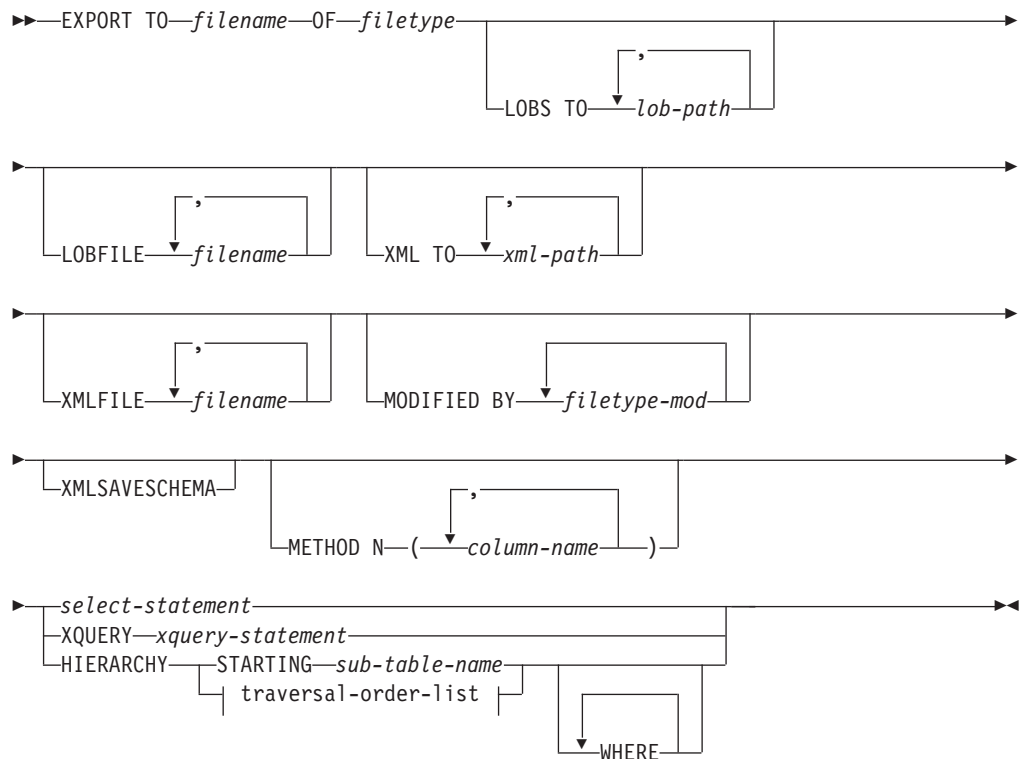 EXPORT TO filename OF filetype
,
LOBS TO lob-path
, ,
LOBFILE filename XML TO xml-path
,
XMLFILE filename MODIFIED BY filetype-mod
XMLSAVESCHEMA ,
METHOD N ( column-name )
select-statement
XQUERY xquery-statement
HIERARCHY STARTING sub-table-name
traversal-order-list
WHERE